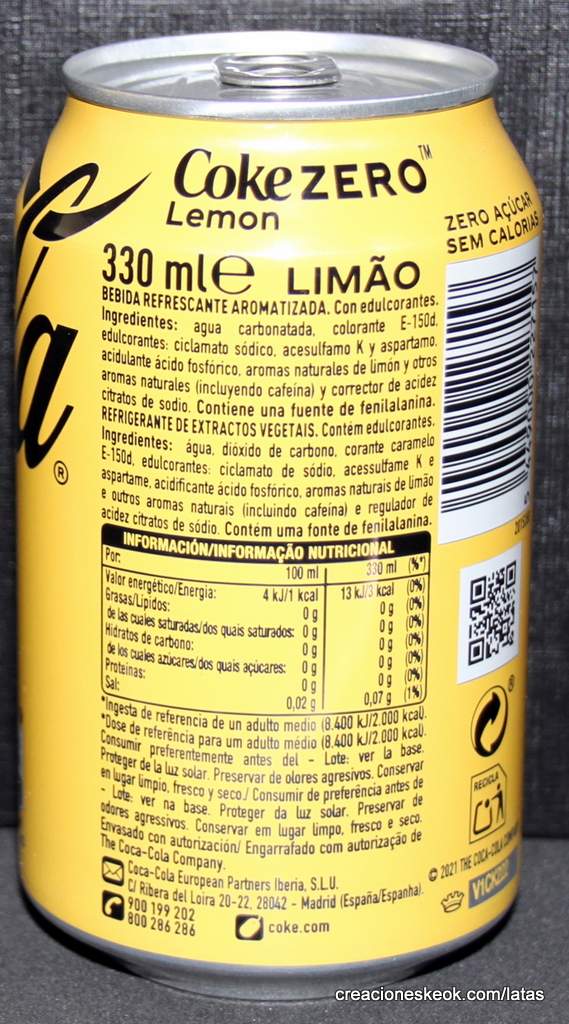 Coke ZERO™
Lemon
ZERO AÇÚCAR
SEM CALORIAS
330 ml e LIMÃO
BEBIDA REFRESCANTE AROMATIZADA. Con edulcorantes.
Ingredientes: agua carbonatada, colorante E-150d,
edulcorantes: ciclamato sódico, acesulfamo K y aspartamo,
acidulante ácido fosfórico, aromas naturales de limón y otros
aromas naturales (incluyendo cafeína) y corrector de acidez
citratos de sodio. Contiene una fuente de fenilalanina.
REFRIGERANTE DE EXTRACTOS VEGETAIS. Contém edulcorantes.
Ingredientes: água, dióxido de carbono, corante caramelo
E-150d, edulcorantes: ciclamato de sódio, acessulfame K e
aspartame, acidificante ácido fosfórico, aromas naturais de limão
e outros aromas naturais (incluindo cafeína) e regulador de
acidez citratos de sódio. Contém uma fonte de fenilalanina.
INFORMACIÓN/INFORMAÇÃO NUTRICIONAL
Por: 100 ml 330 ml (%*)
Valor energético/Energia: 4 kJ/1 kcal 13 kJ/3 kcal (0%)
Grasas/Lípidos: 0 g 0 g (0%)
de las cuales saturadas/dos quais saturados: 0 g 0 g (0%)
Hidratos de carbono: 0 g 0 g (0%)
de los cuales azúcares/dos quais açúcares: 0 g 0 g (0%)
Proteínas: 0 g 0 g (0%)
Sal: 0,02 g 0,07 g (1%)
*Ingesta de referencia de un adulto medio (8.400 kJ/2.000 kcal).
*Dose de referência para um adulto médio (8.400 kJ/2.000 kcal).
Consumir preferentemente antes del - Lote: ver la base.
Proteger de la luz solar. Preservar de olores agresivos. Conservar
en lugar limpio, fresco y seco./ Consumir de preferência antes de
- Lote: ver na base. Proteger da luz solar. Preservar de
odores agressivos. Conservar em lugar limpo, fresco e seco.
Envasado con autorización/ Engarrafado com autorização de
The Coca-Cola Company.
Coca-Cola European Partners Iberia, S.L.U.
C/ Ribera del Loira 20-22, 28042 - Madrid (España/Espanha).
900 199 202
800 286 286
coke.com
a®
®
RECICLA
© 2021 THE COCA-COLA
creacioneskeok.com/latas